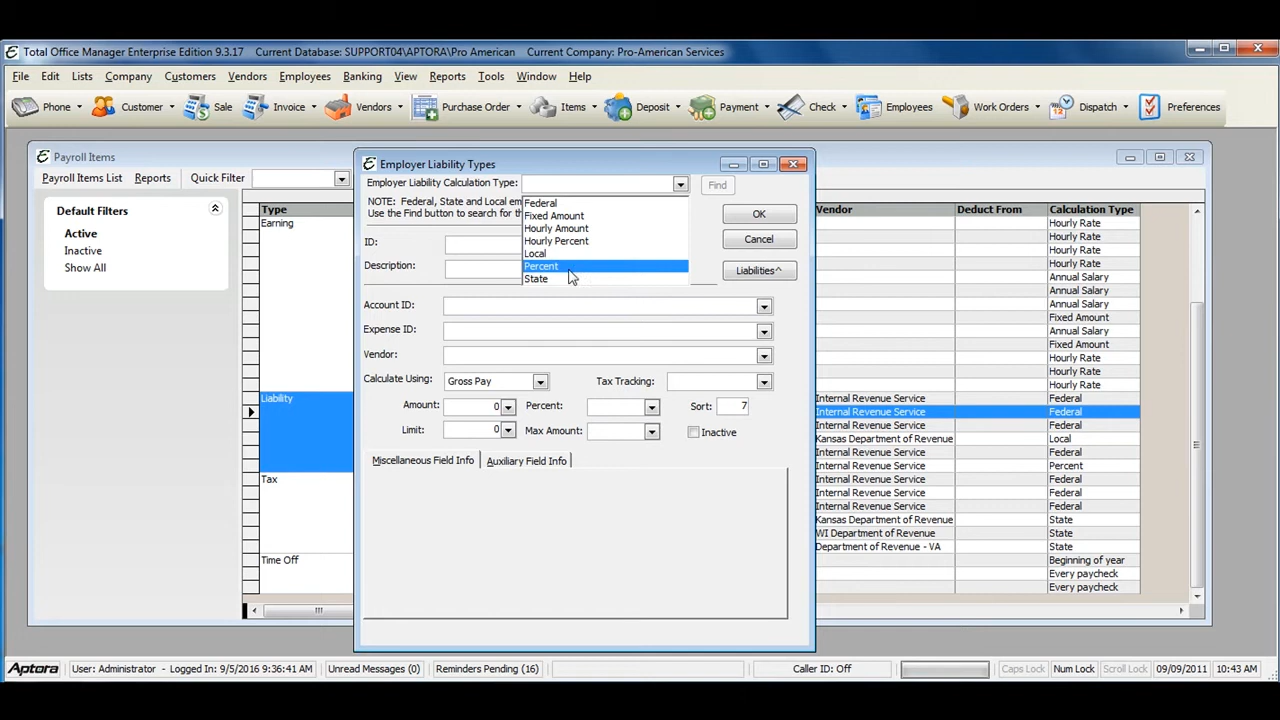 Total Office Manager Enterprise Edition 9.3.17 Current Database: SUPPORT04\APTORA\Pro American Current Company: Pro-American Services
File Edit Lists Company Customers Vendors Employees Banking View Reports Tools Window Help
Phone Customer Sale Invoice Vendors Purchase Order Items Deposit Payment Check Employees Work Orders Dispatch Preferences
Payroll Items
Payroll Items List Reports Quick Filter
Default Filters
Active
Inactive
Show All
Type
Earning
Liability
Tax
Time Off
Employer Liability Types
Employer Liability Calculation Type: Find
NOTE: Federal, State and Local em
Use the Find button to search for th
Federal
Fixed Amount
Hourly Amount
Hourly Percent
Local
Percent
State
OK
Cancel
Liabilities^
ID:
Description:
Account ID:
Expense ID:
Vendor:
Calculate Using: Gross Pay Tax Tracking:
Amount: 0 Percent: Sort: 7
Limit: 0 Max Amount: Inactive
Miscellaneous Field Info Auxiliary Field Info
Vendor Deduct From Calculation Type
Hourly Rate
Hourly Rate
Hourly Rate
Hourly Rate
Annual Salary
Annual Salary
Annual Salary
Fixed Amount
Annual Salary
Fixed Amount
Hourly Rate
Hourly Rate
Hourly Rate
Internal Revenue Service Federal
Internal Revenue Service Federal
Internal Revenue Service Federal
Kansas Department of Revenue Local
Internal Revenue Service Federal
Internal Revenue Service Percent
Internal Revenue Service Federal
Internal Revenue Service Federal
Internal Revenue Service Federal
Kansas Department of Revenue State
WI Department of Revenue State
Department of Revenue - VA State
Beginning of year
Every paycheck
Every paycheck
Aptora User: Administrator - Logged In: 9/5/2016 9:36:41 AM Unread Messages (0) Reminders Pending (16) Caller ID: Off Caps Lock Num Lock Scroll Lock 09/09/2011 10:43 AM